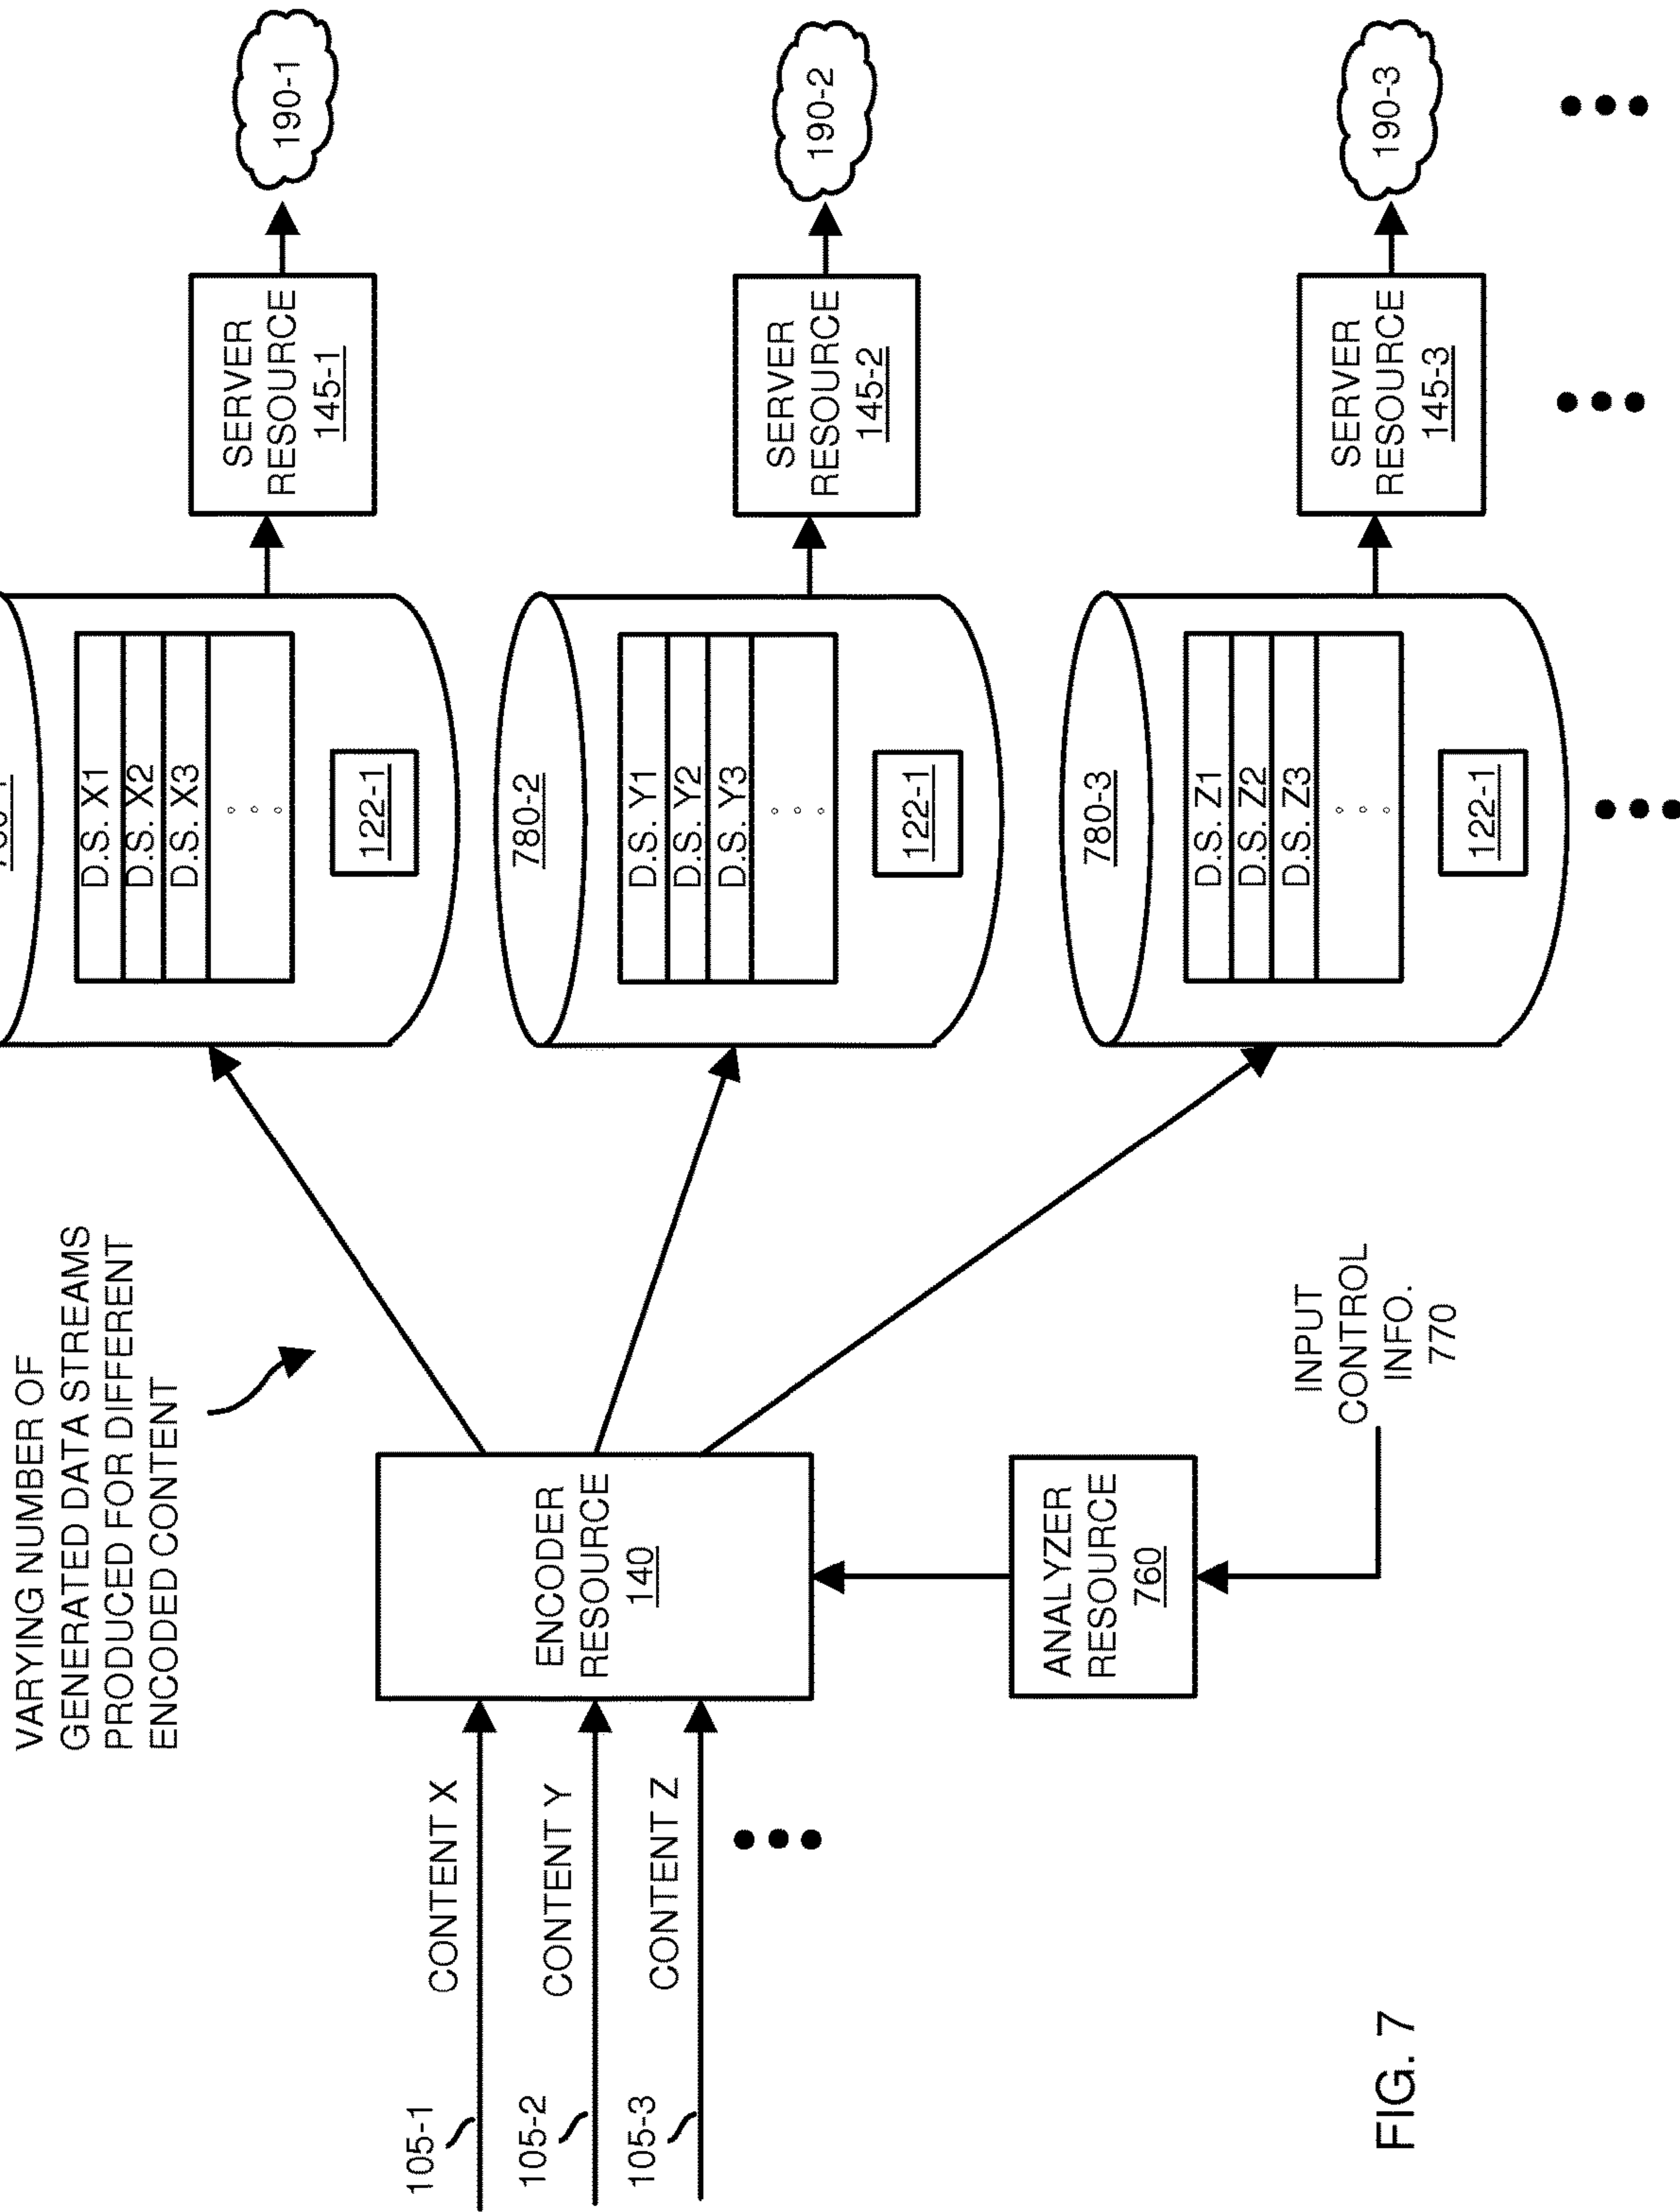 VARYING NUMBER OF
GENERATED DATA STREAMS
PRODUCED FOR DIFFERENT
ENCODED CONTENT
105-1
CONTENT X
105-2
CONTENT Y
105-3
CONTENT Z
ENCODER
RESOURCE
140
ANALYZER
RESOURCE
760
INPUT
CONTROL
INFO.
770
D.S. X1
D.S. X2
D.S. X3
122-1
SERVER
RESOURCE
145-1
190-1
780-2
D.S. Y1
D.S. Y2
D.S. Y3
122-1
SERVER
RESOURCE
145-2
190-2
780-3
D.S. Z1
D.S. Z2
D.S. Z3
122-1
SERVER
RESOURCE
145-3
190-3
FIG. 7